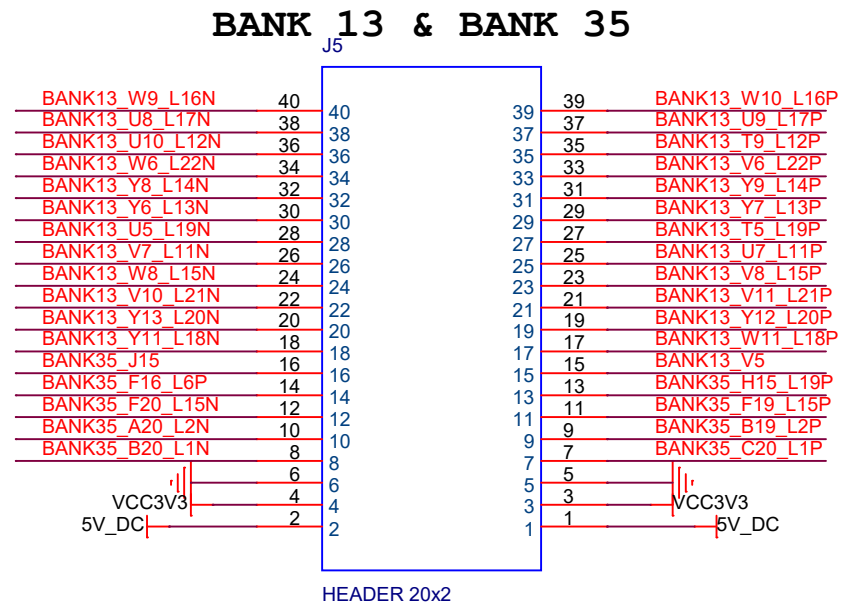 BANK 13 & BANK 35
J5
BANK13_W9_L16N 40 40 39 39 BANK13_W10_L16P
BANK13_U8_L17N 38 38 37 37 BANK13_U9_L17P
BANK13_U10_L12N 36 36 35 35 BANK13_T9_L12P
BANK13_W6_L22N 34 34 33 33 BANK13_V6_L22P
BANK13_Y8_L14N 32 32 31 31 BANK13_Y9_L14P
BANK13_Y6_L13N 30 30 29 29 BANK13_Y7_L13P
BANK13_U5_L19N 28 28 27 27 BANK13_T5_L19P
BANK13_V7_L11N 26 26 25 25 BANK13_U7_L11P
BANK13_W8_L15N 24 24 23 23 BANK13_V8_L15P
BANK13_V10_L21N 22 22 21 21 BANK13_V11_L21P
BANK13_Y13_L20N 20 20 19 19 BANK13_Y12_L20P
BANK13_Y11_L18N 18 18 17 17 BANK13_W11_L18P
BANK35_J15 16 16 15 15 BANK13_V5
BANK35_F16_L6P 14 14 13 13 BANK35_H15_L19P
BANK35_F20_L15N 12 12 11 11 BANK35_F19_L15P
BANK35_A20_L2N 10 10 9 9 BANK35_B19_L2P
BANK35_B20_L1N 8 8 7 7 BANK35_C20_L1P
6 6 5 5
VCC3V3 4 4 3 3 VCC3V3
5V_DC 2 2 1 1 5V_DC
HEADER 20x2